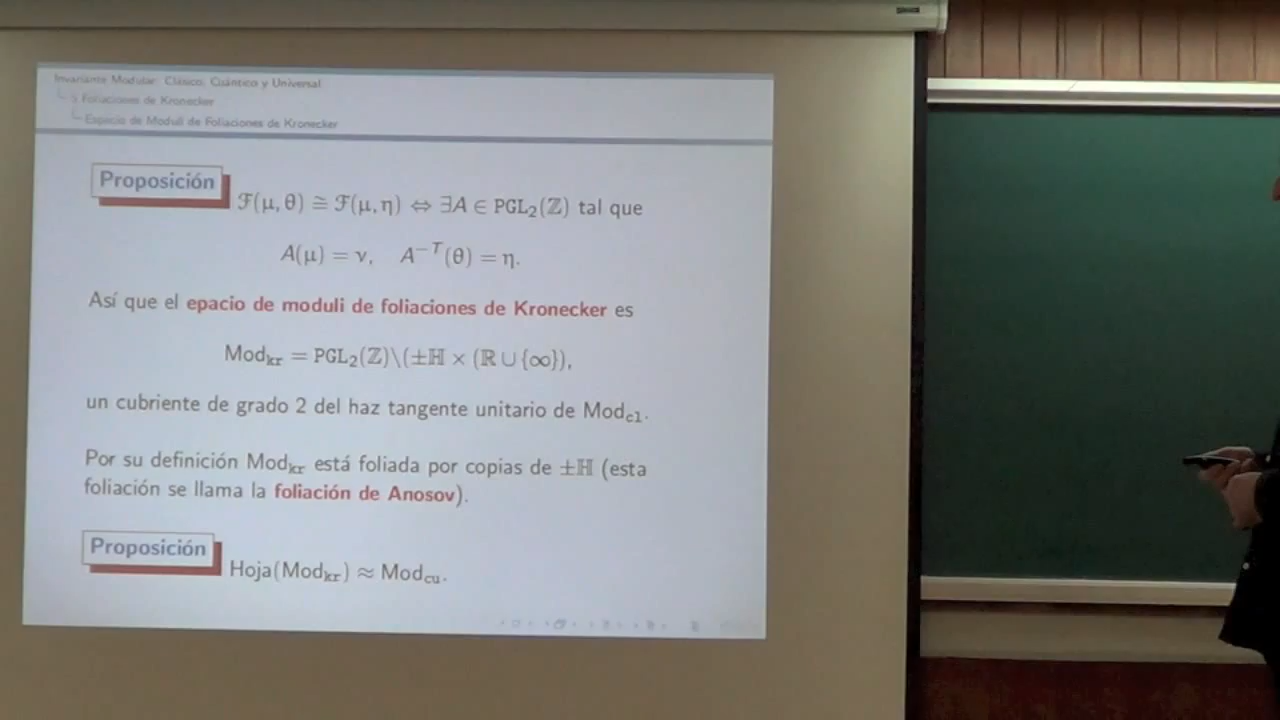 Invariante Modular: Clásico, Cuántico y Universal
Foliaciones de Kronecker
Espacio de Moduli de Foliaciones de Kronecker
Proposición
ℱ(μ, θ) ≅ ℱ(μ, η) ⇔ ∃A ∈ PGL₂(ℤ) tal que
A(μ) = ν, A⁻ᵀ(θ) = η.
Así que el epacio de moduli de foliaciones de Kronecker es
Mod_kr = PGL₂(ℤ)\(±ℍ × (ℝ ∪ {∞}),
un cubriente de grado 2 del haz tangente unitario de Mod_cl.
Por su definición Mod_kr está foliada por copias de ±ℍ (esta
foliación se llama la foliación de Anosov).
Proposición
Hoja(Mod_kr) ≈ Mod_cu.